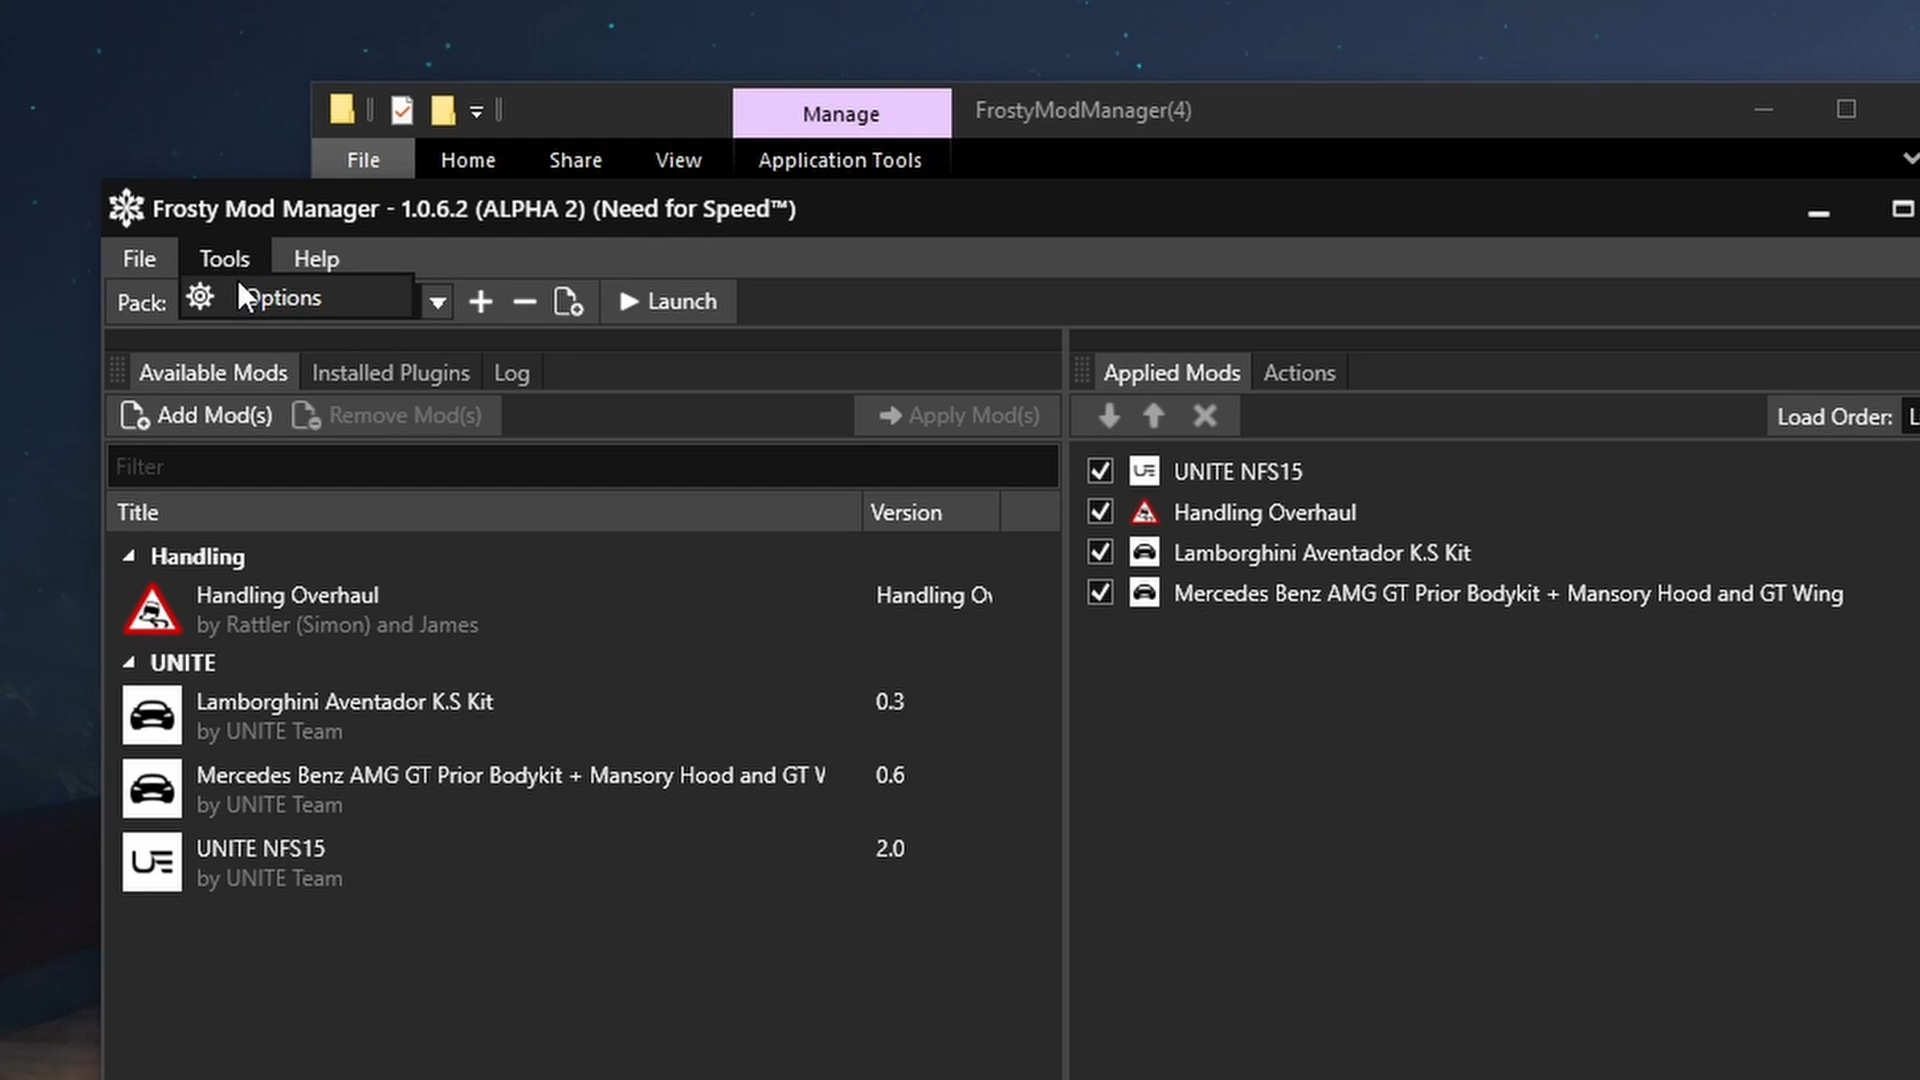 Manage
FrostyModManager(4)
File
Home
Share
View
Application Tools
Frosty Mod Manager - 1.0.6.2 (ALPHA 2) (Need for Speed™)
File
Tools
Help
Pack:
Options
Launch
Available Mods
Installed Plugins
Log
Applied Mods
Actions
Add Mod(s)
Remove Mod(s)
Apply Mod(s)
Load Order:
L
Filter
Title
Version
Handling
Handling Overhaul
Handling Ov
by Rattler (Simon) and James
UNITE
Lamborghini Aventador K.S Kit
0.3
by UNITE Team
Mercedes Benz AMG GT Prior Bodykit + Mansory Hood and GT W
0.6
by UNITE Team
UNITE NFS15
2.0
by UNITE Team
UNITE NFS15
Handling Overhaul
Lamborghini Aventador K.S Kit
Mercedes Benz AMG GT Prior Bodykit + Mansory Hood and GT Wing